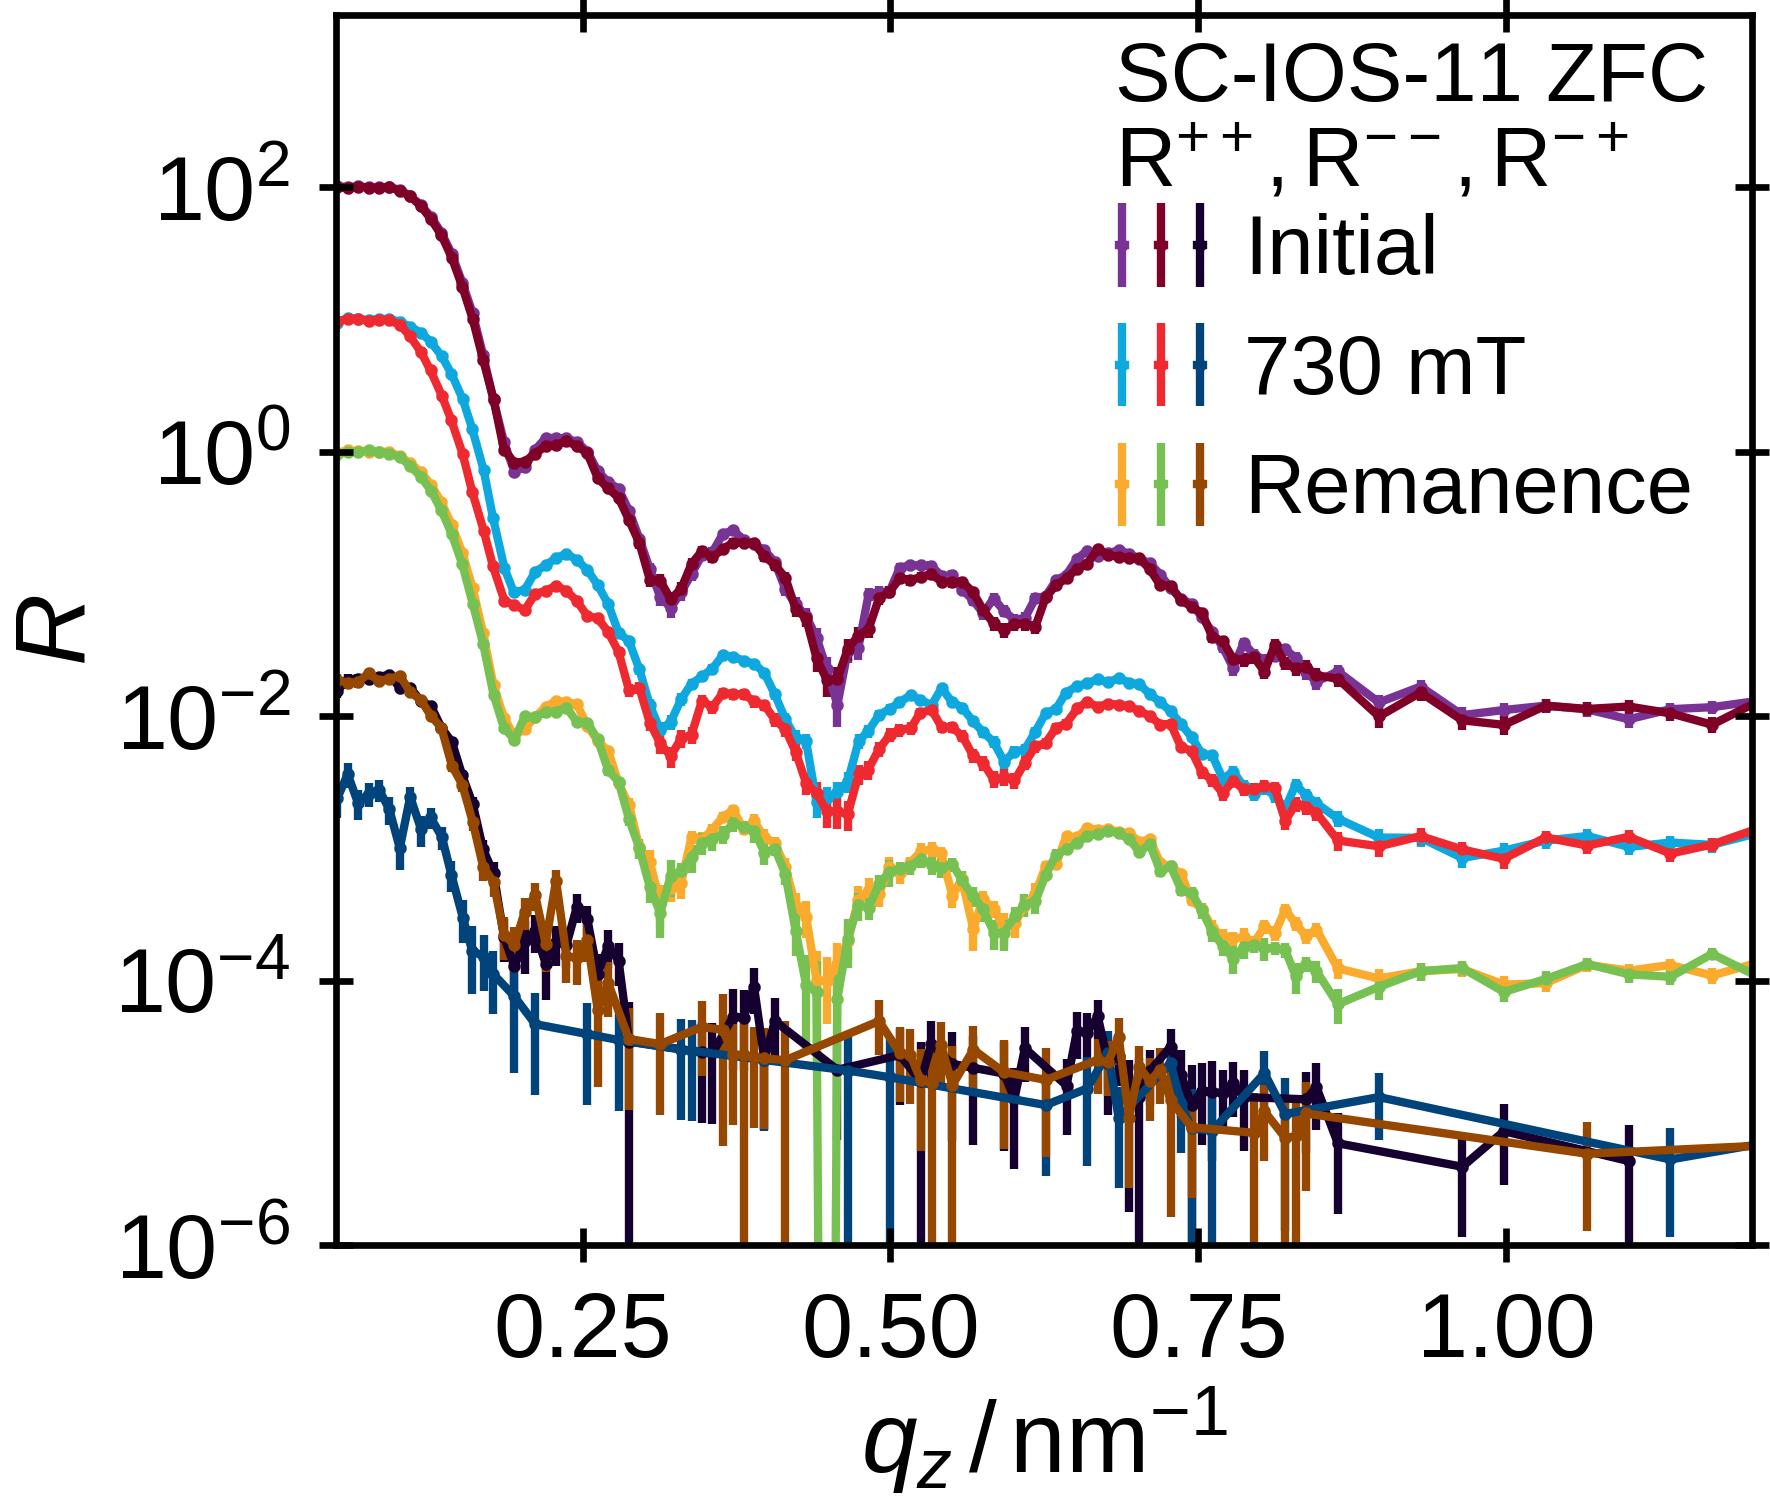 SC-IOS-11 ZFC
R⁺⁺, R⁻⁻, R⁻⁺
Initial
730 mT
Remanence
R
10²
10⁰
10⁻²
10⁻⁴
10⁻⁶
0.25 0.50 0.75 1.00
q_z / nm⁻¹